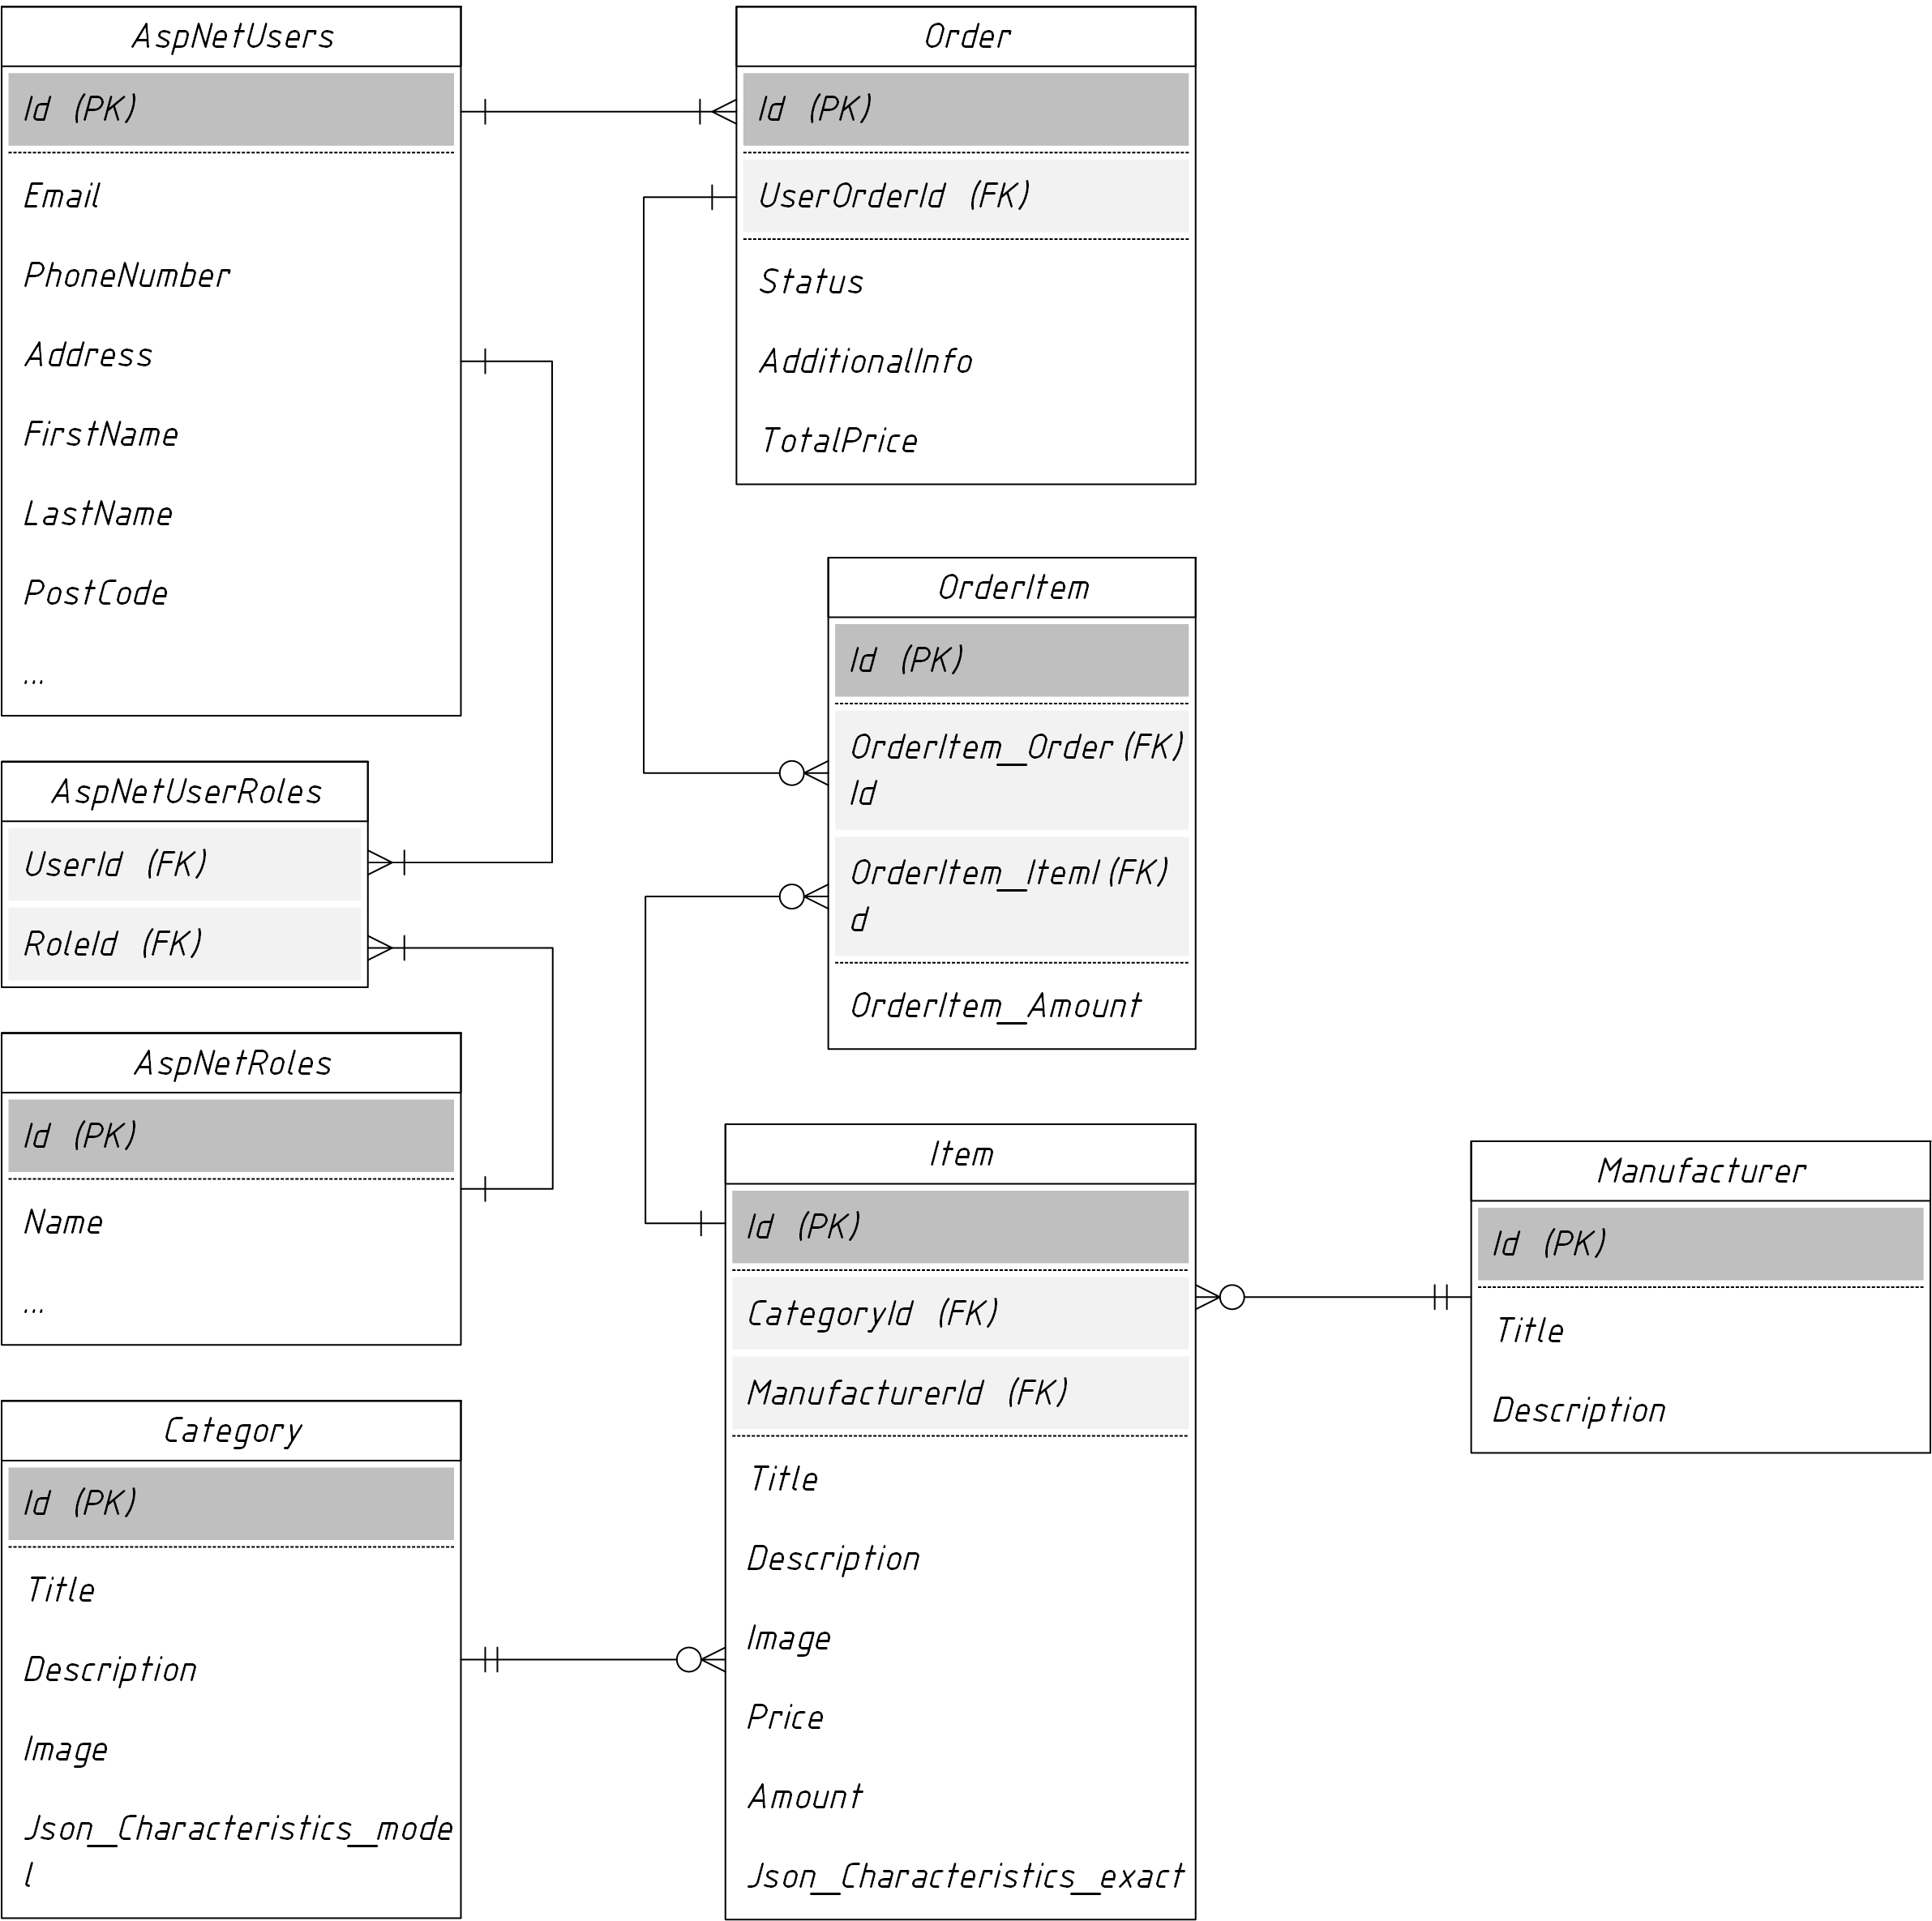 AspNetUsers
Id (PK)
Email
PhoneNumber
Address
FirstName
LastName
PostCode
...
Order
Id (PK)
UserOrderId (FK)
Status
AdditionalInfo
TotalPrice
OrderItem
Id (PK)
OrderItem_Order (FK)
Id
OrderItem_ItemI (FK)
d
OrderItem_Amount
AspNetUserRoles
UserId (FK)
RoleId (FK)
AspNetRoles
Id (PK)
Name
...
Item
Id (PK)
CategoryId (FK)
ManufacturerId (FK)
Title
Description
Image
Price
Amount
Json_Characteristics_exact
Manufacturer
Id (PK)
Title
Description
Category
Id (PK)
Title
Description
Image
Json_Characteristics_mode
l